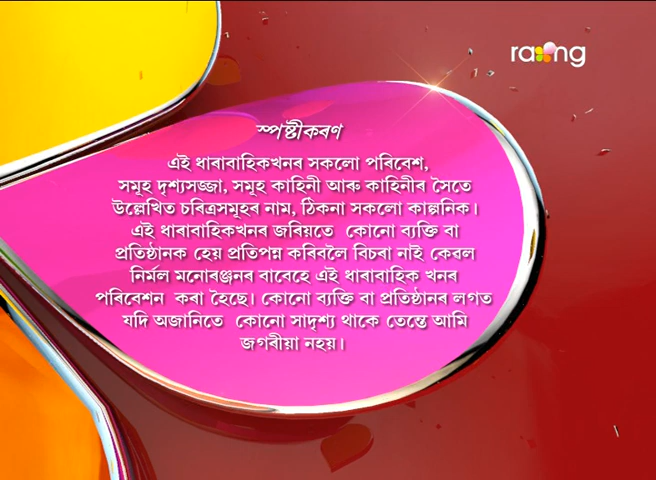 rang
স্পষ্টীকৰণ
এই ধাৰাবাহিকখনৰ সকলো পৰিবেশ,
সমূহ দৃশ্যসজ্জা, সমূহ কাহিনী আৰু কাহিনীৰ সৈতে
উল্লেখিত চৰিত্ৰসমূহৰ নাম, ঠিকনা সকলো কাল্পনিক।
এই ধাৰাবাহিকখনৰ জৰিয়তে কোনো ব্যক্তি বা
প্ৰতিষ্ঠানক হেয় প্ৰতিপন্ন কৰিবলৈ বিচৰা নাই কেৱল
নিৰ্মল মনোৰঞ্জনৰ বাবেহে এই ধাৰাবাহিক খনৰ
পৰিবেশন কৰা হৈছে। কোনো ব্যক্তি বা প্ৰতিষ্ঠানৰ লগত
যদি অজানিতে কোনো সাদৃশ্য থাকে তেন্তে আমি
জগৰীয়া নহয়।